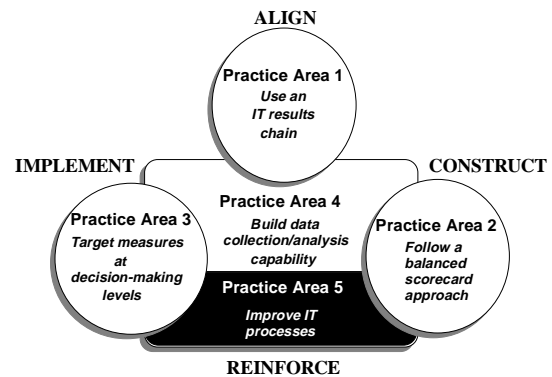 ALIGN
Practice Area 1
Use an
IT results
chain
IMPLEMENT
CONSTRUCT
Practice Area 3
Target measures
at
decision-making
levels
Practice Area 4
Build data
collection/analysis
capability
Practice Area 2
Follow a
balanced
scorecard
approach
Practice Area 5
Improve IT
processes
REINFORCE